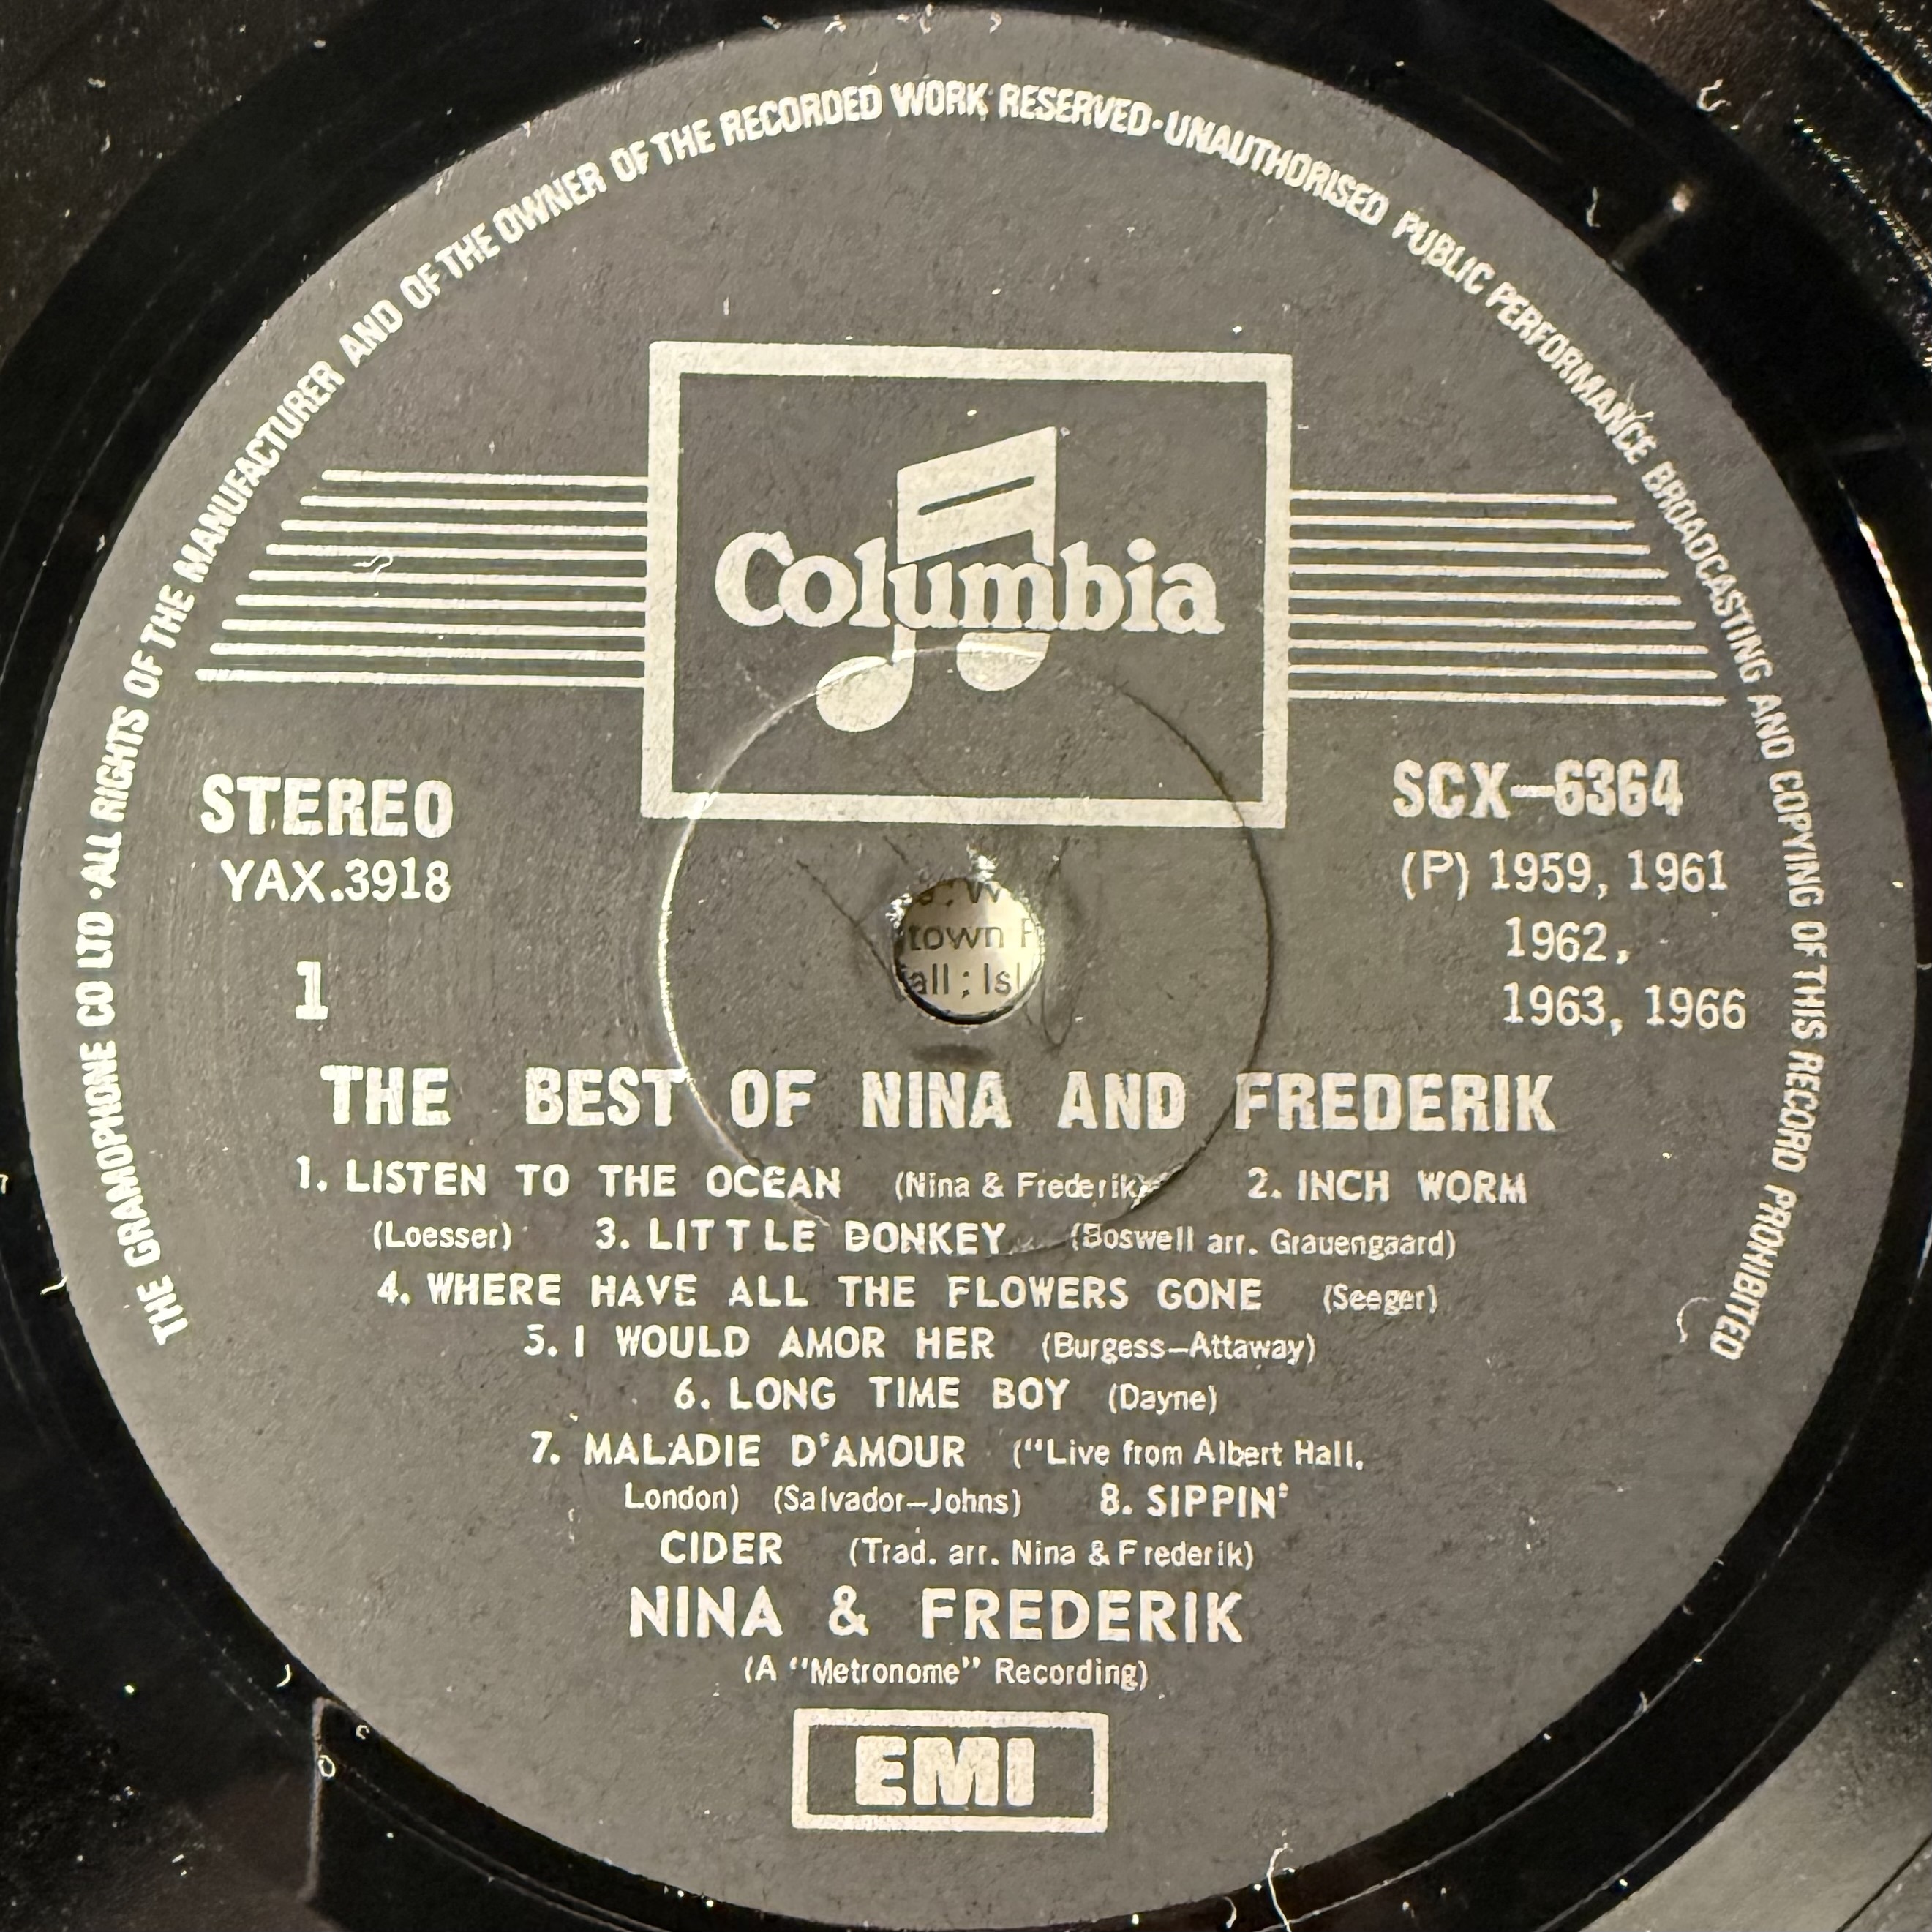 THE GRAMOPHONE CO LTD · ALL RIGHTS OF THE MANUFACTURER AND OF THE OWNER OF THE RECORDED WORK RESERVED · UNAUTHORISED PUBLIC PERFORMANCE BROADCASTING AND COPYING OF THIS RECORD PROHIBITED
Columbia
STEREO
YAX.3918
1
SCX-6364
(P) 1959, 1961
1962,
1963, 1966
town
all ; Isl
THE BEST OF NINA AND FREDERIK
1. LISTEN TO THE OCEAN (Nina & Frederik) 2. INCH WORM
(Loesser) 3. LITTLE DONKEY (Boswell arr. Grauengaard)
4. WHERE HAVE ALL THE FLOWERS GONE (Seeger)
5. I WOULD AMOR HER (Burgess-Attaway)
6. LONG TIME BOY (Dayne)
7. MALADIE D'AMOUR ("Live from Albert Hall.
London) (Salvador-Johns) 8. SIPPIN'
CIDER (Trad. arr. Nina & Frederik)
NINA & FREDERIK
(A "Metronome" Recording)
EMI